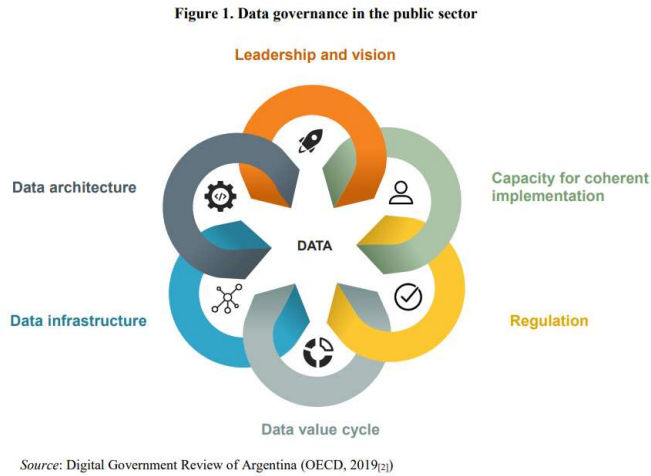 Figure 1. Data governance in the public sector
Leadership and vision
Data architecture
Capacity for coherent
implementation
DATA
Data infrastructure
Regulation
Data value cycle
Source: Digital Government Review of Argentina (OECD, 2019[2])